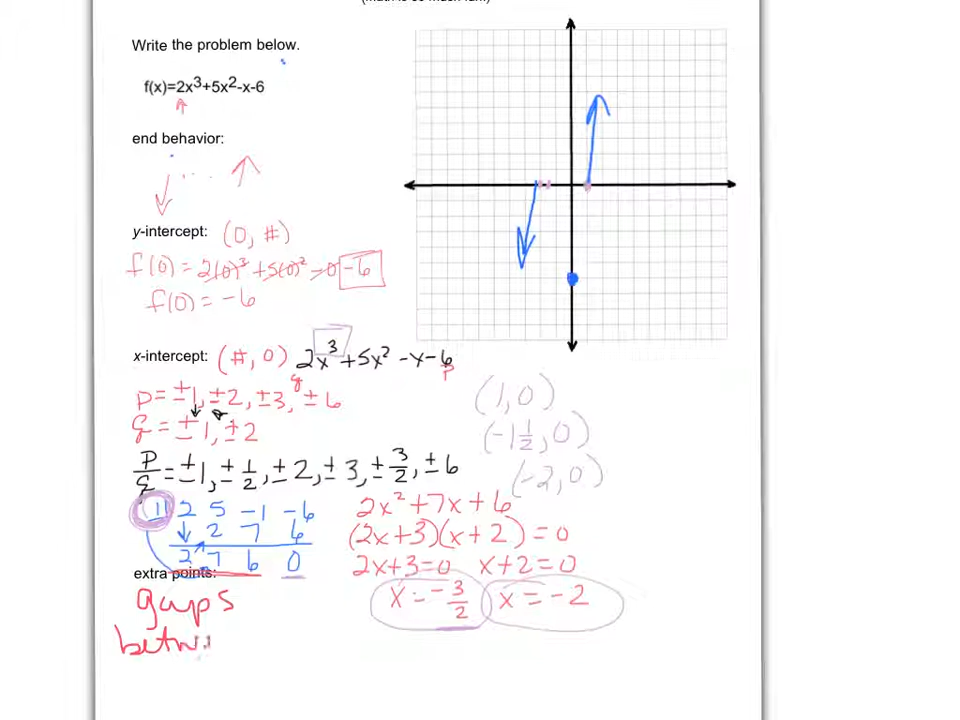 Write the problem below.
f(x)=2x³+5x²-x-6
end behavior:
y-intercept: (0, #)
f(0) = 2(0)³ +5(0)² -0 -6
f(0) = -6
x-intercept: (#, 0) 2x³ +5x² -x-6
q p
p = ±1, ±2, ±3, ±6
q = ±1, ±2
p/q = ±1, ±1/2, ±2, ±3, ±3/2, ±6
1| 2 5 -1 -6
2 7 6
2 7 6 0
(1, 0)
(-1 1/2, 0)
(-2, 0)
2x² +7x +6
(2x+3)(x+2) = 0
2x+3=0 x+2=0
x = -3/2 x = -2
extra points:
gaps
betw